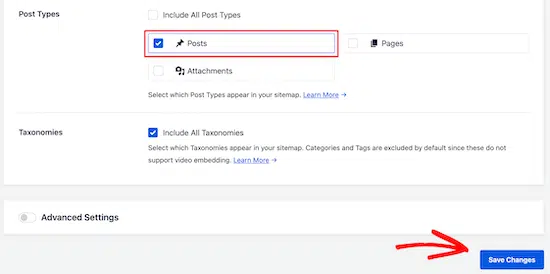 Post Types
Include All Post Types
Posts
Pages
Attachments
Select which Post Types appear in your sitemap. Learn More →
Taxonomies
Include All Taxonomies
Select which Taxonomies appear in your sitemap. Categories and Tags are excluded by default since these do
not support video embedding. Learn More →
Advanced Settings
Save Changes